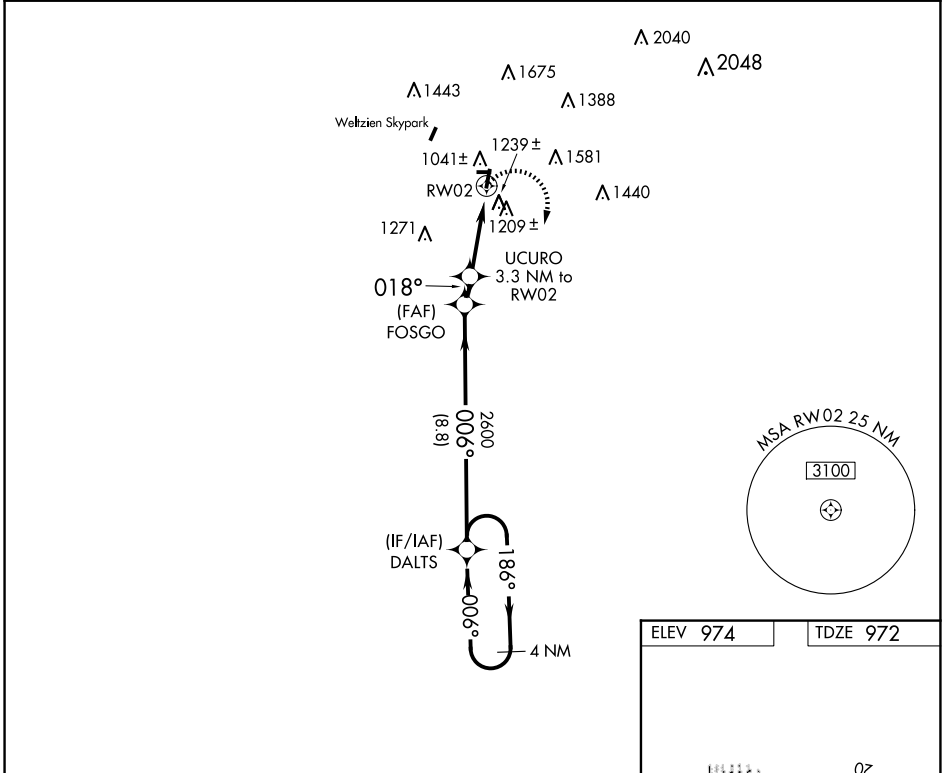 2040
2048
1675
1443
1388
Weltzien Skypark
1239 ±
1041±
1581
RW02
1440
1209 ±
1271
UCURO
3.3 NM to
RW02
018°
(FAF)
FOSGO
2600
006°
(8.8)
MSA RW02 25 NM
3100
(IF/IAF)
DALTS
186°
006°
4 NM
ELEV 974
TDZE 972